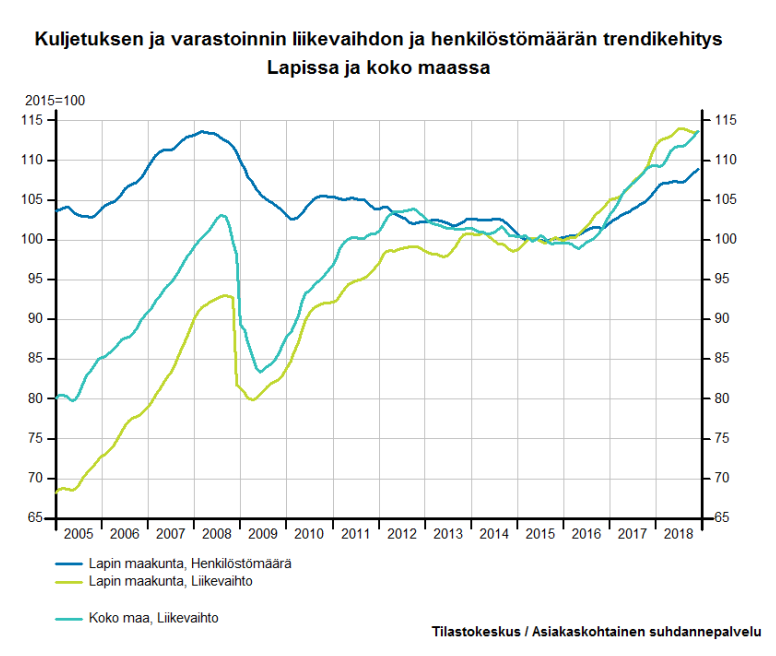 Kuljetuksen ja varastoinnin liikevaihdon ja henkilöstömäärän trendikehitys
Lapissa ja koko maassa
2015=100
115 115
110 110
105 105
100 100
95 95
90 90
85 85
80 80
75 75
70 70
65 65
2005 2006 2007 2008 2009 2010 2011 2012 2013 2014 2015 2016 2017 2018
Lapin maakunta, Henkilöstömäärä
Lapin maakunta, Liikevaihto
Koko maa, Liikevaihto
Tilastokeskus / Asiakaskohtainen suhdannepalvelu